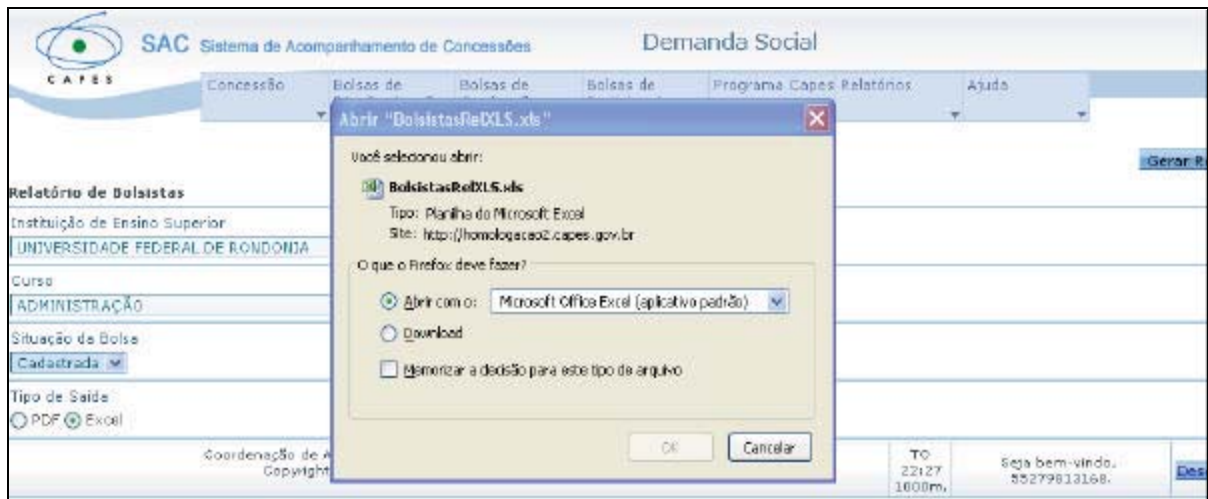 SAC Sistema de Acompanhamento de Concessões
Demanda Social
CAPES
Concessão
Bolsas de
Bolsas de
Bolsas de
Programa Capes
Relatórios
Ajuda
Abrir "BolsistasRelXLS.xls"
Você selecionou abrir:
BolsistasRelXLS.xls
Tipo: Planilha do Microsoft Excel
Site: http://homologacao2.capes.gov.br
O que o Firefox deve fazer?
Abrir com o: Microsoft Office Excel (aplicativo padrão)
Download
Memorizar a decisão para este tipo de arquivo
OK
Cancelar
Gerar R
Relatório de Bolsistas
Instituição de Ensino Superior
UNIVERSIDADE FEDERAL DE RONDONIA
Curso
ADMINISTRAÇÃO
Situação da Bolsa
Cadastrada
Tipo de Saída
PDF Excel
Coordenação de A
Copyright
TO
22:27
1000m,
Seja bem-vindo,
55279813168.
Des